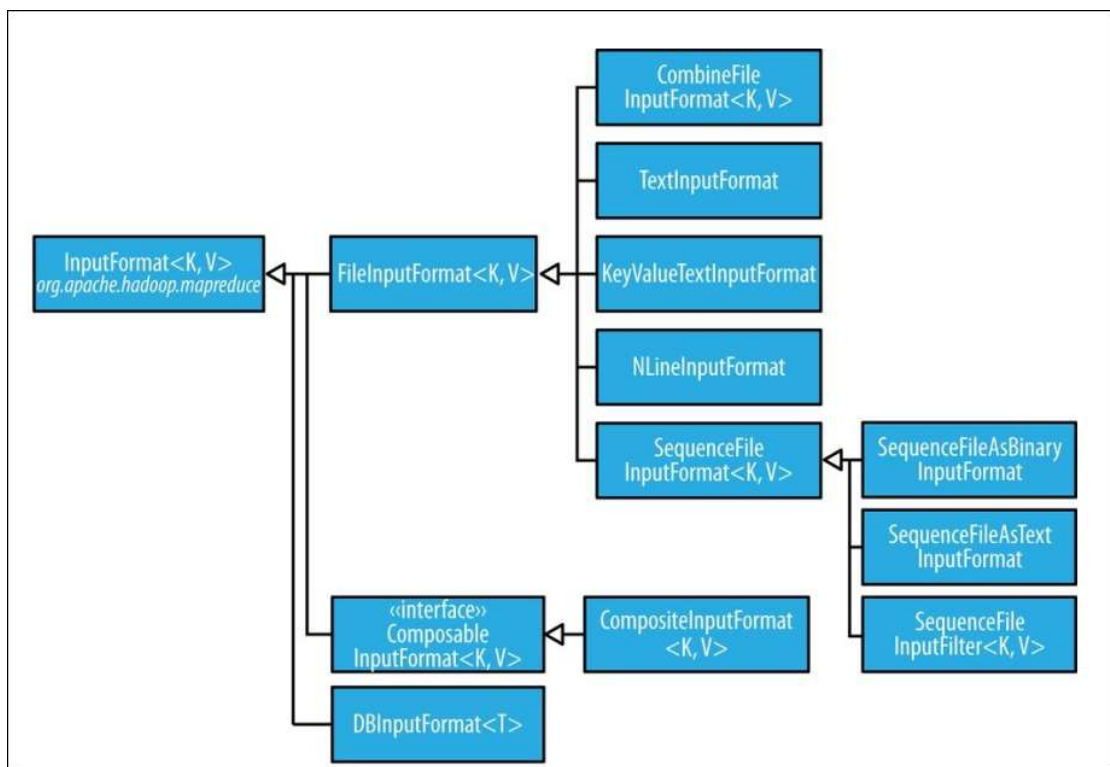 CombineFile
InputFormat<K, V>
TextInputFormat
InputFormat<K, V>
org.apache.hadoop.mapreduce
FileInputFormat<K, V>
KeyValueTextInputFormat
NLineInputFormat
SequenceFile
InputFormat<K, V>
SequenceFileAsBinary
InputFormat
SequenceFileAsText
InputFormat
«interface»
Composable
InputFormat<K, V>
CompositeInputFormat
<K, V>
SequenceFile
InputFilter<K, V>
DBInputFormat<T>